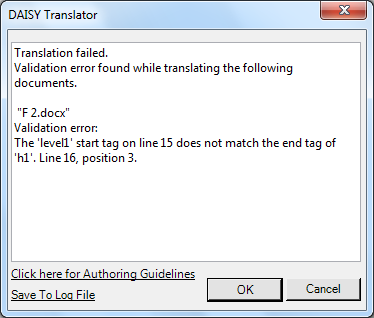 DAISY Translator
Translation failed.
Validation error found while translating the following
documents.
"F 2.docx"
Validation error:
The 'level1' start tag on line 15 does not match the end tag of
'h1'. Line 16, position 3.
Click here for Authoring Guidelines
Save To Log File
OK
Cancel